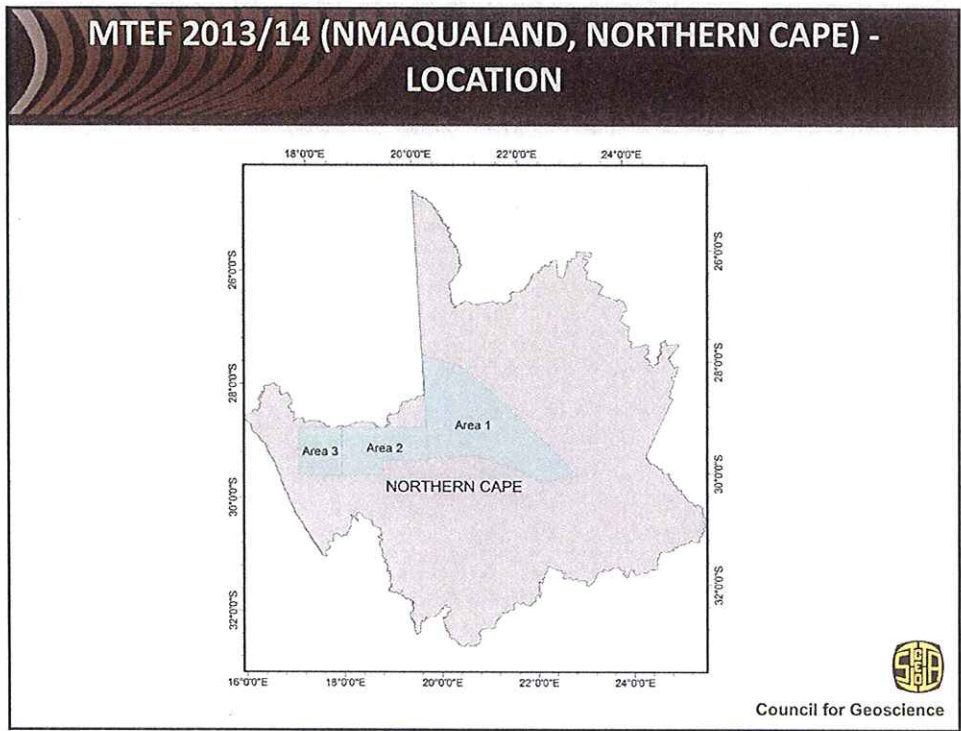 MTEF 2013/14 (NMAQUALAND, NORTHERN CAPE) -
LOCATION
18°0'0"E 20°0'0"E 22°0'0"E 24°0'0"E
26°0'0"S
26°0'0"S
28°0'0"S
28°0'0"S
Area 1
Area 3
Area 2
30°0'0"S
NORTHERN CAPE
30°0'0"S
32°0'0"S
32°0'0"S
16°0'0"E 18°0'0"E 20°0'0"E 22°0'0"E 24°0'0"E
Council for Geoscience